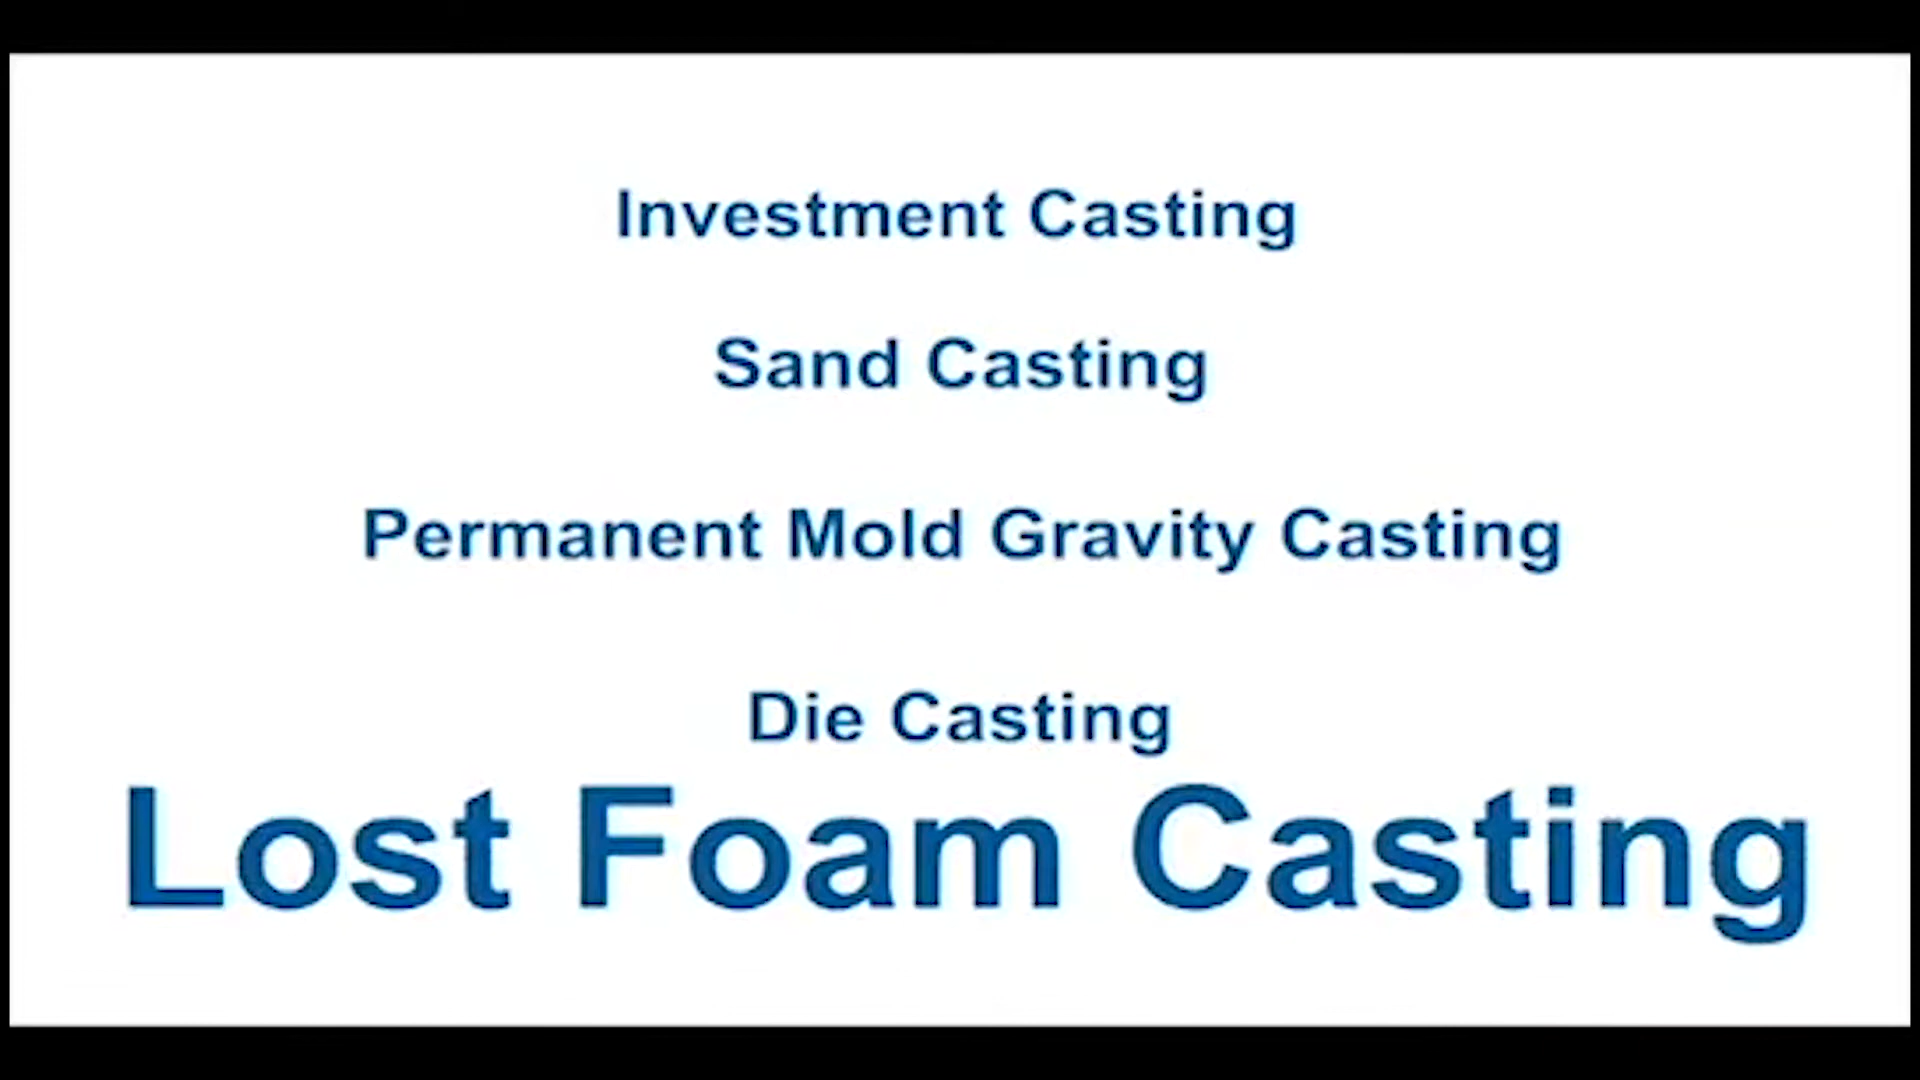 Investment Casting
Sand Casting
Permanent Mold Gravity Casting
Die Casting
Lost Foam Casting